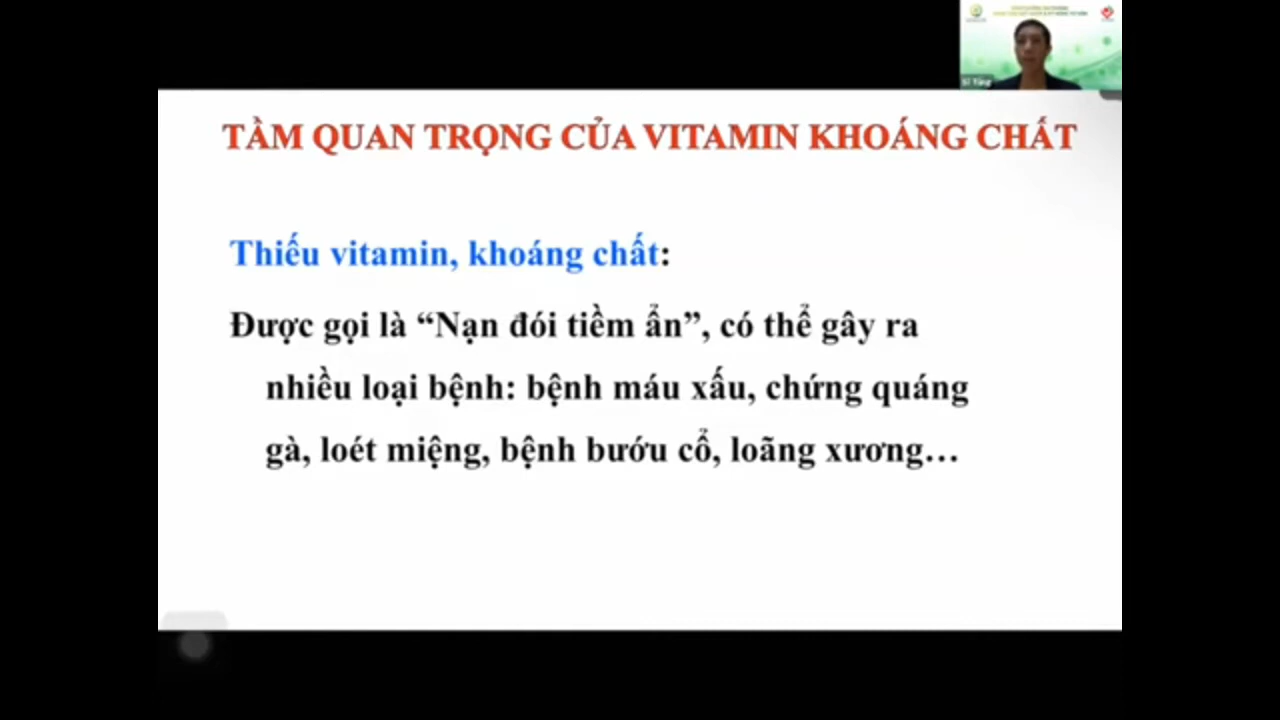 TẦM QUAN TRỌNG CỦA VITAMIN KHOÁNG CHẤT
Thiếu vitamin, khoáng chất:
Được gọi là “Nạn đói tiềm ẩn”, có thể gây ra
nhiều loại bệnh: bệnh máu xấu, chứng quáng
gà, loét miệng, bệnh bướu cổ, loãng xương…